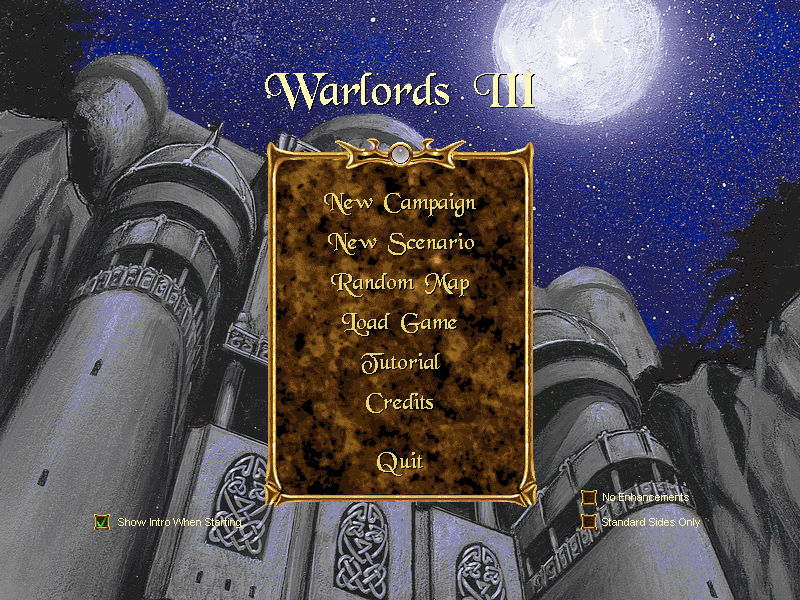 Warlords III
New Campaign
New Scenario
Random Map
Load Game
Tutorial
Credits
Quit
No Enhancements
Show Intro When Starting
Standard Sides Only